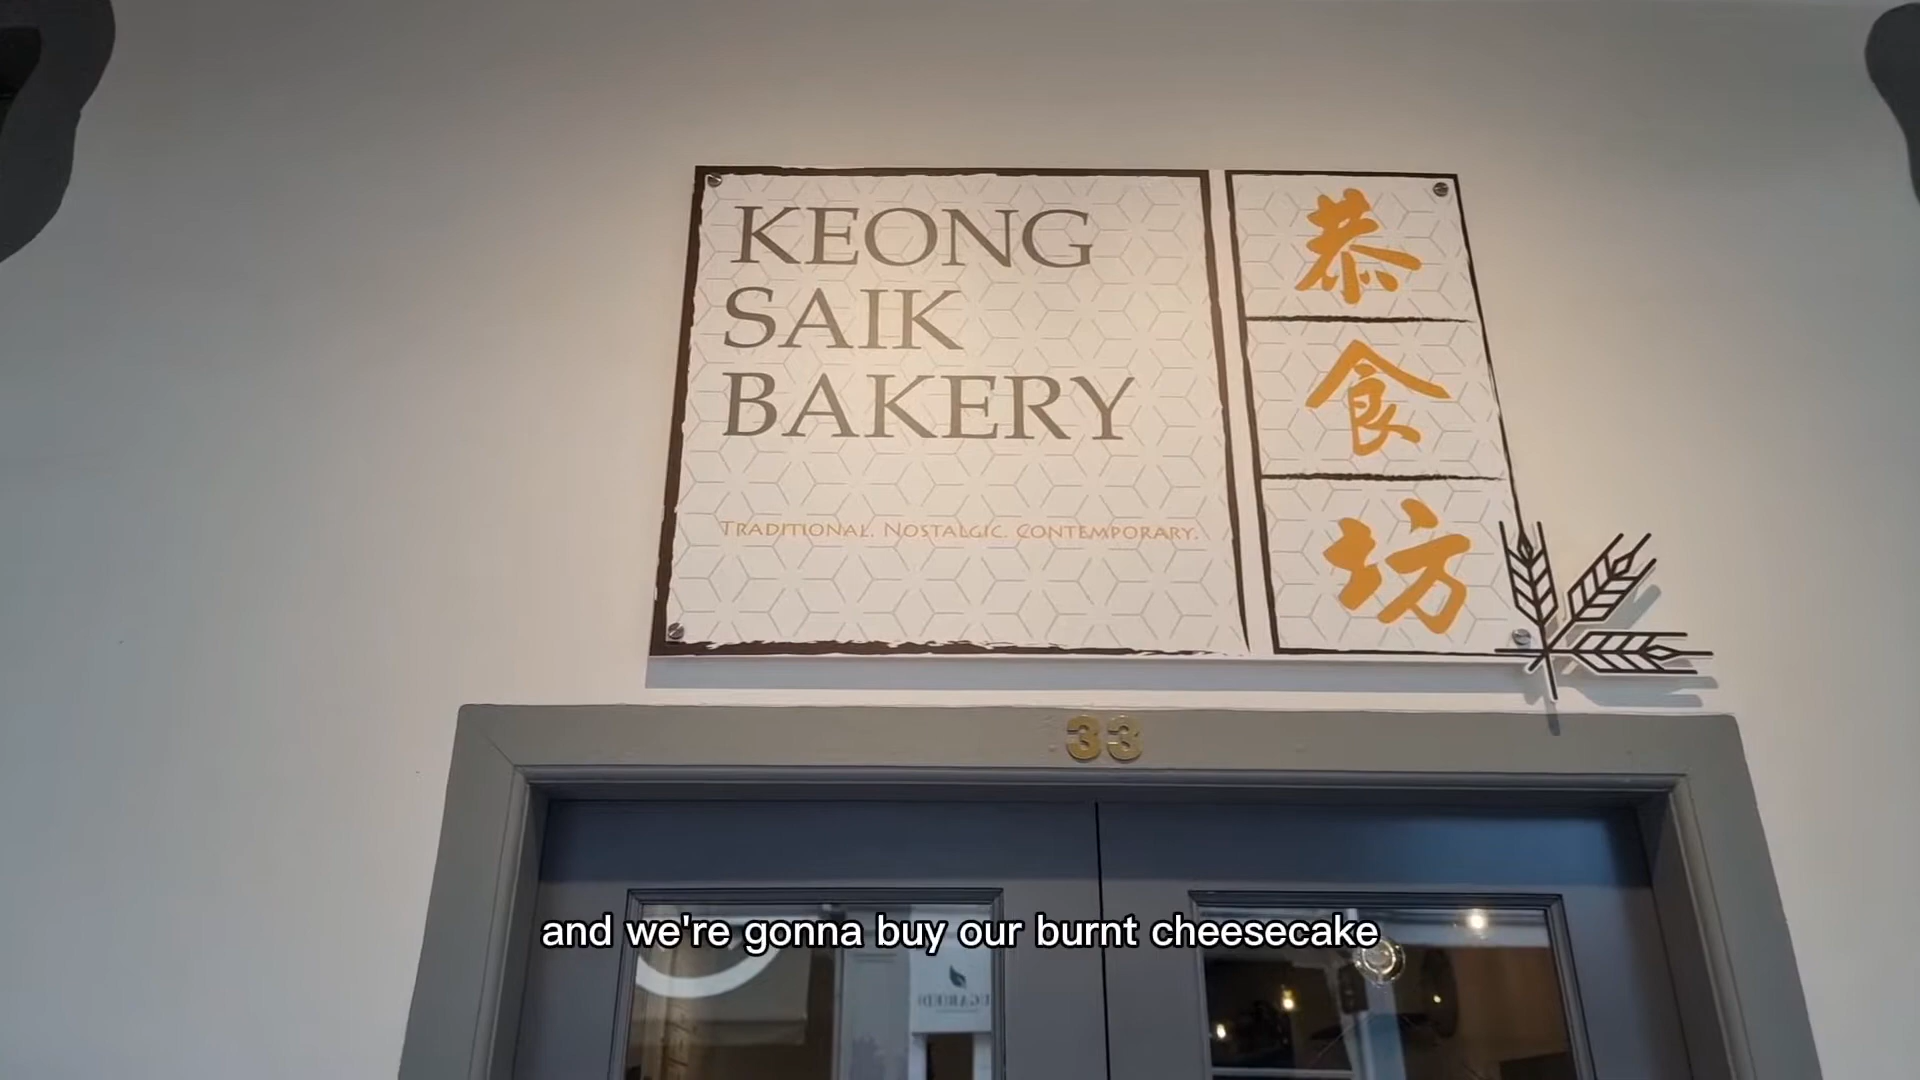 KEONG
SAIK
BAKERY
TRADITIONAL. NOSTALGIC. CONTEMPORARY.
恭
食
坊
33
and we're gonna buy our burnt cheesecake